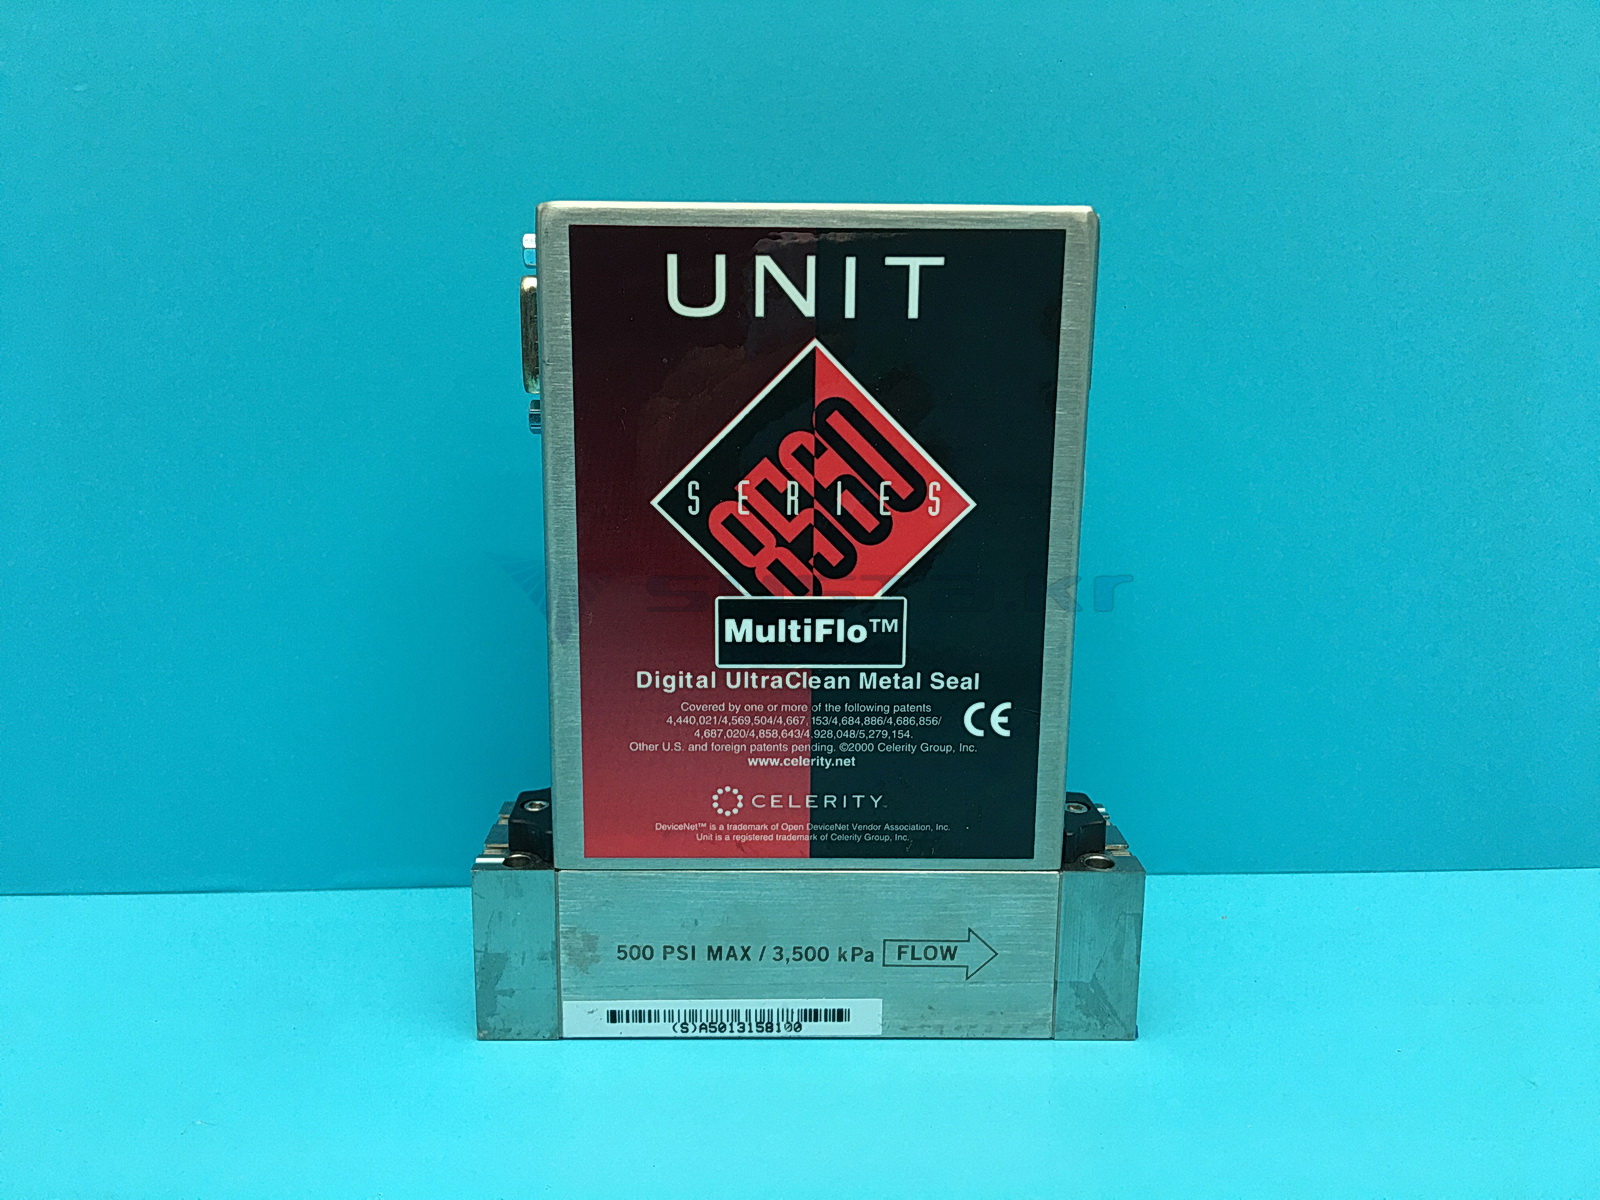 UNIT
8560
SERIES
MultiFlo™
Digital UltraClean Metal Seal
Covered by one or more of the following patents
4,440,021/4,569,504/4,667,153/4,684,886/4,686,856/
4,687,020/4,858,643/4,928,048/5,279,154.
Other U.S. and foreign patents pending. ©2000 Celerity Group, Inc.
www.celerity.net
CE
CELERITY™
DeviceNet™ is a trademark of Open DeviceNet Vendor Association, Inc.
Unit is a registered trademark of Celerity Group, Inc.
500 PSI MAX / 3,500 kPa FLOW
(S)A5013158100